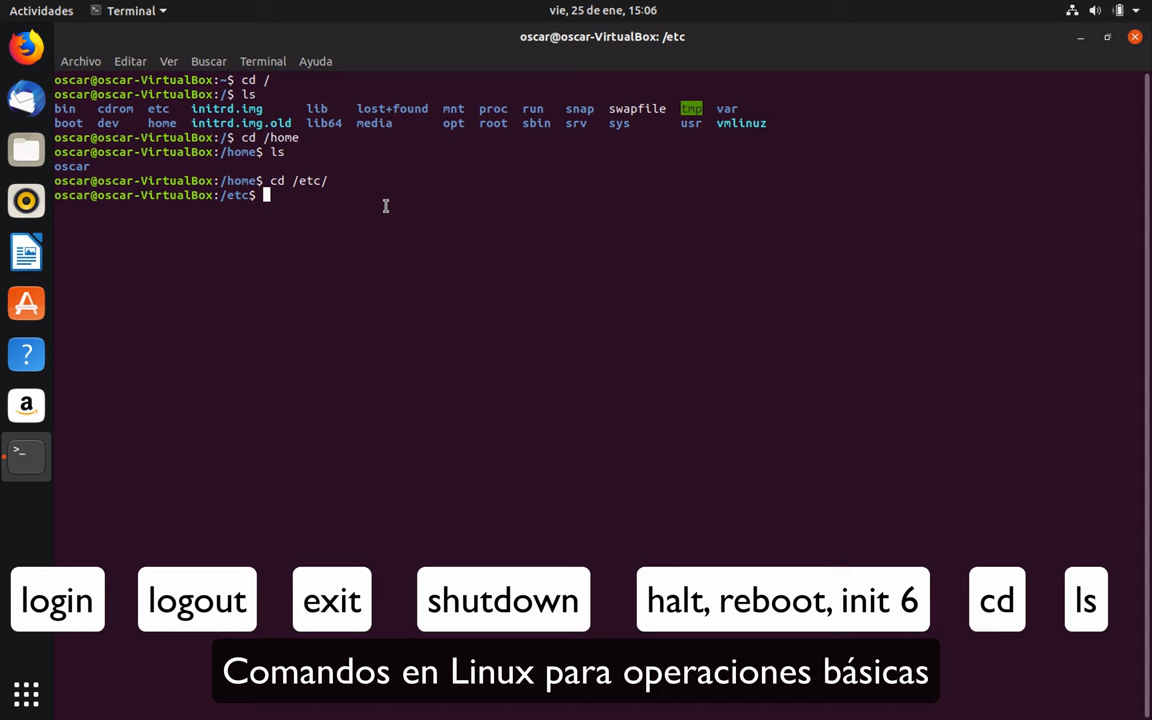 Actividades Terminal vie, 25 de ene, 15:06
oscar@oscar-VirtualBox: /etc
Archivo Editar Ver Buscar Terminal Ayuda
oscar@oscar-VirtualBox:~$ cd /
oscar@oscar-VirtualBox:/$ ls
bin cdrom etc initrd.img lib lost+found mnt proc run snap swapfile tmp var
boot dev home initrd.img.old lib64 media opt root sbin srv sys usr vmlinuz
oscar@oscar-VirtualBox:/$ cd /home
oscar@oscar-VirtualBox:/home$ ls
oscar
oscar@oscar-VirtualBox:/home$ cd /etc/
oscar@oscar-VirtualBox:/etc$
login logout exit shutdown halt, reboot, init 6 cd ls
Comandos en Linux para operaciones básicas